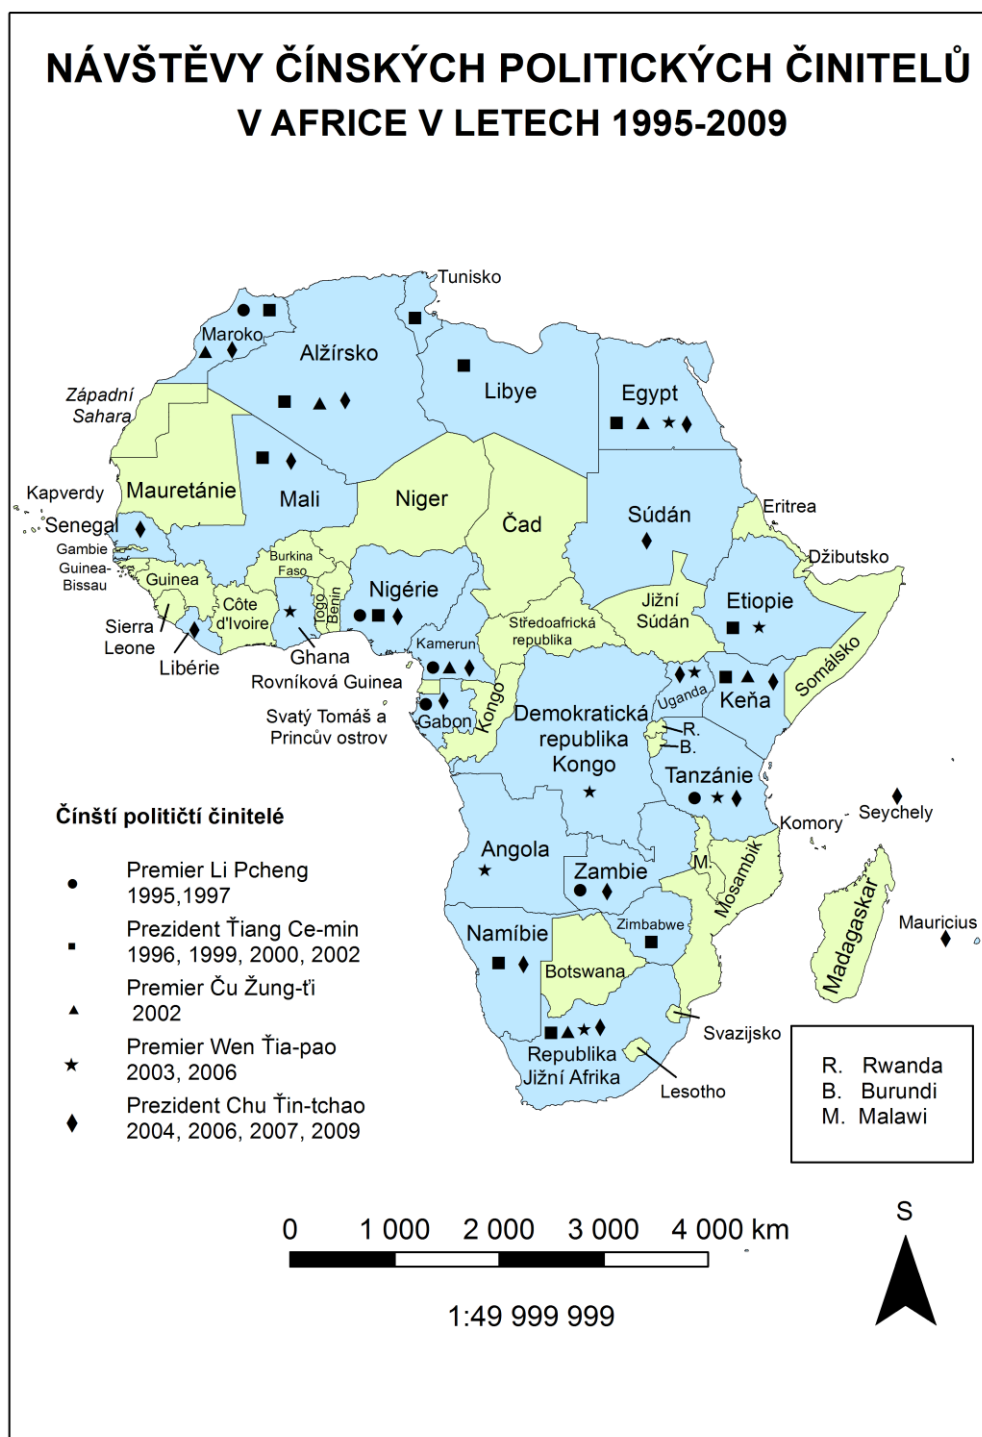 NÁVŠTĚVY ČÍNSKÝCH POLITICKÝCH ČINITELŮ
V AFRICE V LETECH 1995-2009
Tunisko
Maroko
Alžírsko
Libye
Egypt
Západní
Sahara
Mauretánie
Mali
Niger
Čad
Súdán
Eritrea
Kapverdy
Senegal
Gambie
Guinea-
Bissau
Guinea
Burkina
Faso
Džibutsko
Sierra
Leone
Libérie
Côte
d'Ivoire
Ghana
Togo
Benin
Nigérie
Kamerun
Středoafrická
republika
Jižní
Súdán
Etiopie
Somálsko
Rovníková Guinea
Svatý Tomáš a
Princův ostrov
Gabon
Kongo
Demokratická
republika
Kongo
Uganda
Keňa
R.
B.
Tanzánie
Seychely
Komory
Angola
Zambie
M.
Mosambik
Madagaskar
Mauricius
Namíbie
Zimbabwe
Botswana
Svazijsko
Republika
Jižní Afrika
Lesotho
Čínští političtí činitelé
Premier Li Pcheng
1995,1997
Prezident Ťiang Ce-min
1996, 1999, 2000, 2002
Premier Ču Žung-ťi
2002
Premier Wen Ťia-pao
2003, 2006
Prezident Chu Ťin-tchao
2004, 2006, 2007, 2009
R. Rwanda
B. Burundi
M. Malawi
0 1 000 2 000 3 000 4 000 km
1:49 999 999
S